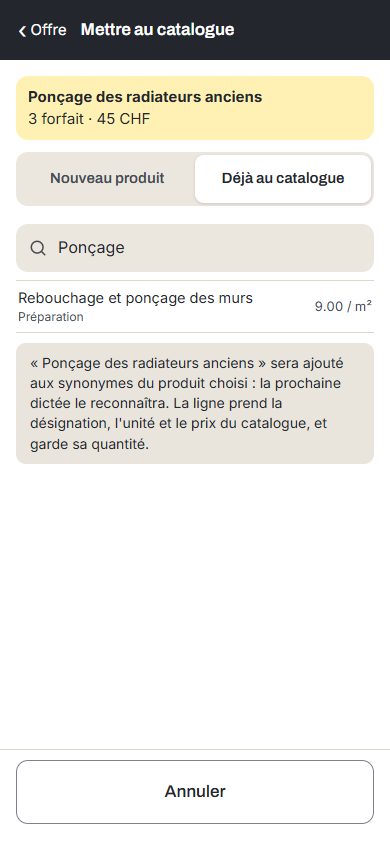 ‹ Offre Mettre au catalogue
Ponçage des radiateurs anciens
3 forfait · 45 CHF
Nouveau produit Déjà au catalogue
Ponçage
Rebouchage et ponçage des murs
Préparation
9.00 / m²
« Ponçage des radiateurs anciens » sera ajouté
aux synonymes du produit choisi : la prochaine
dictée le reconnaîtra. La ligne prend la
désignation, l'unité et le prix du catalogue, et
garde sa quantité.
Annuler